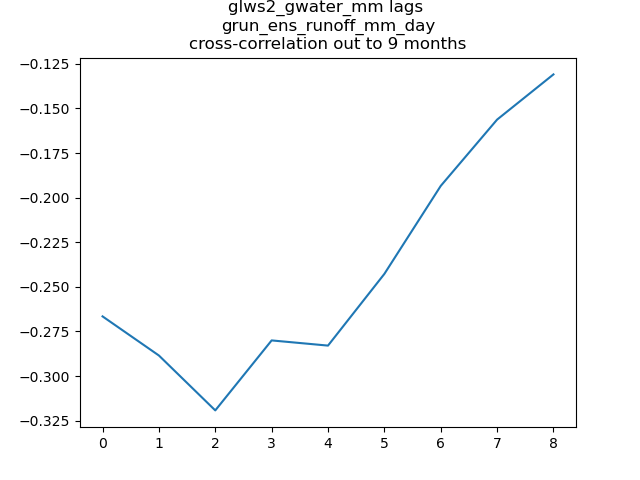 glws2_gwater_mm lags
grun_ens_runoff_mm_day
cross-correlation out to 9 months
−0.125
−0.150
−0.175
−0.200
−0.225
−0.250
−0.275
−0.300
−0.325
0 1 2 3 4 5 6 7 8